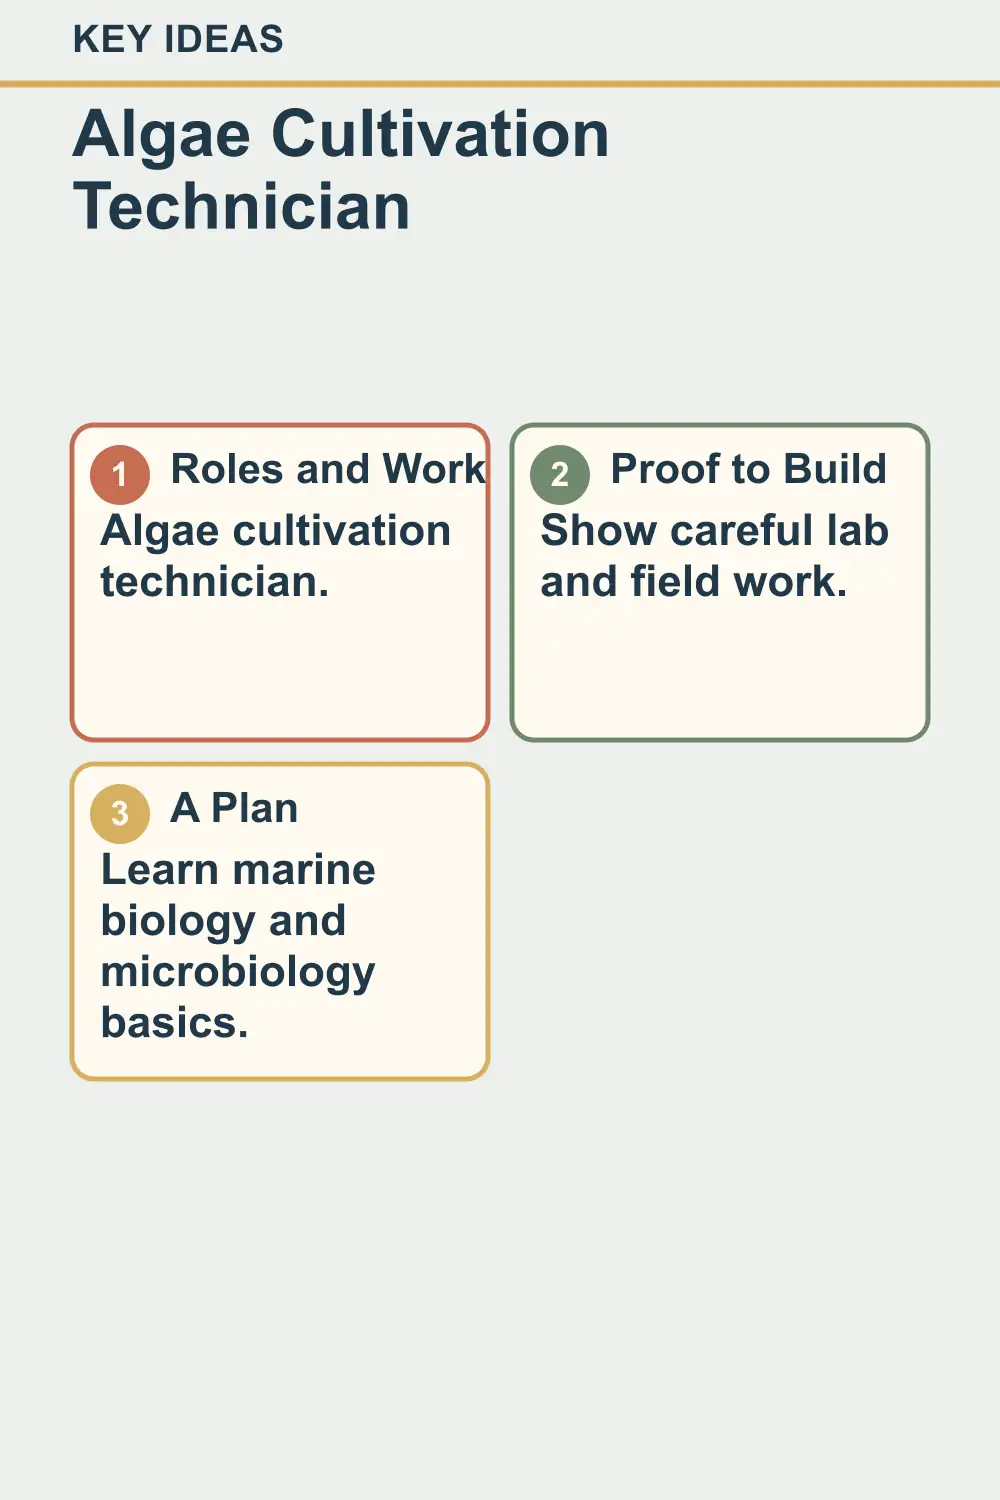 KEY IDEAS
Algae Cultivation
Technician
1 Roles and Work
Algae cultivation
technician.
2 Proof to Build
Show careful lab
and field work.
3 A Plan
Learn marine
biology and
microbiology
basics.